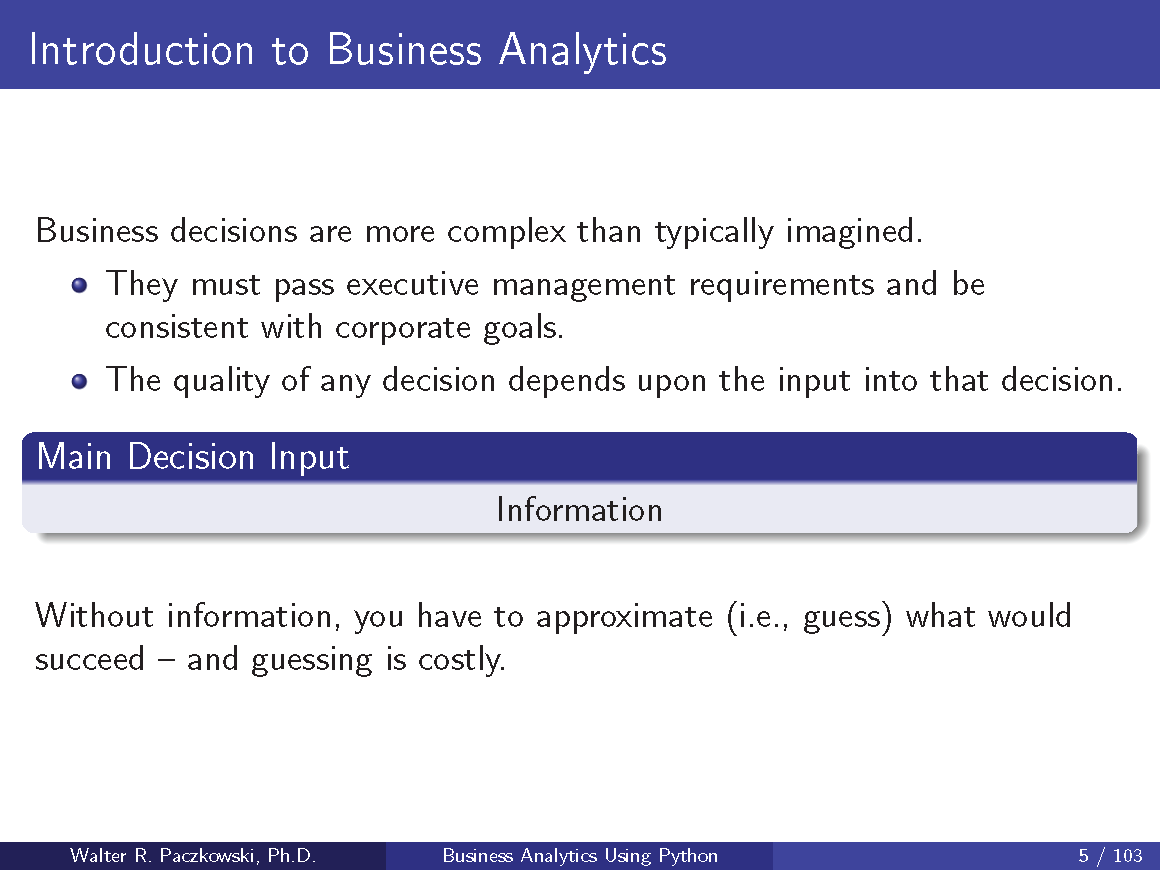 Introduction to Business Analytics
Business decisions are more complex than typically imagined.
They must pass executive management requirements and be
consistent with corporate goals.
The quality of any decision depends upon the input into that decision.
Main Decision Input
Information
Without information, you have to approximate (i.e., guess) what would
succeed – and guessing is costly.
Walter R. Paczkowski, Ph.D.
Business Analytics Using Python
5 / 103